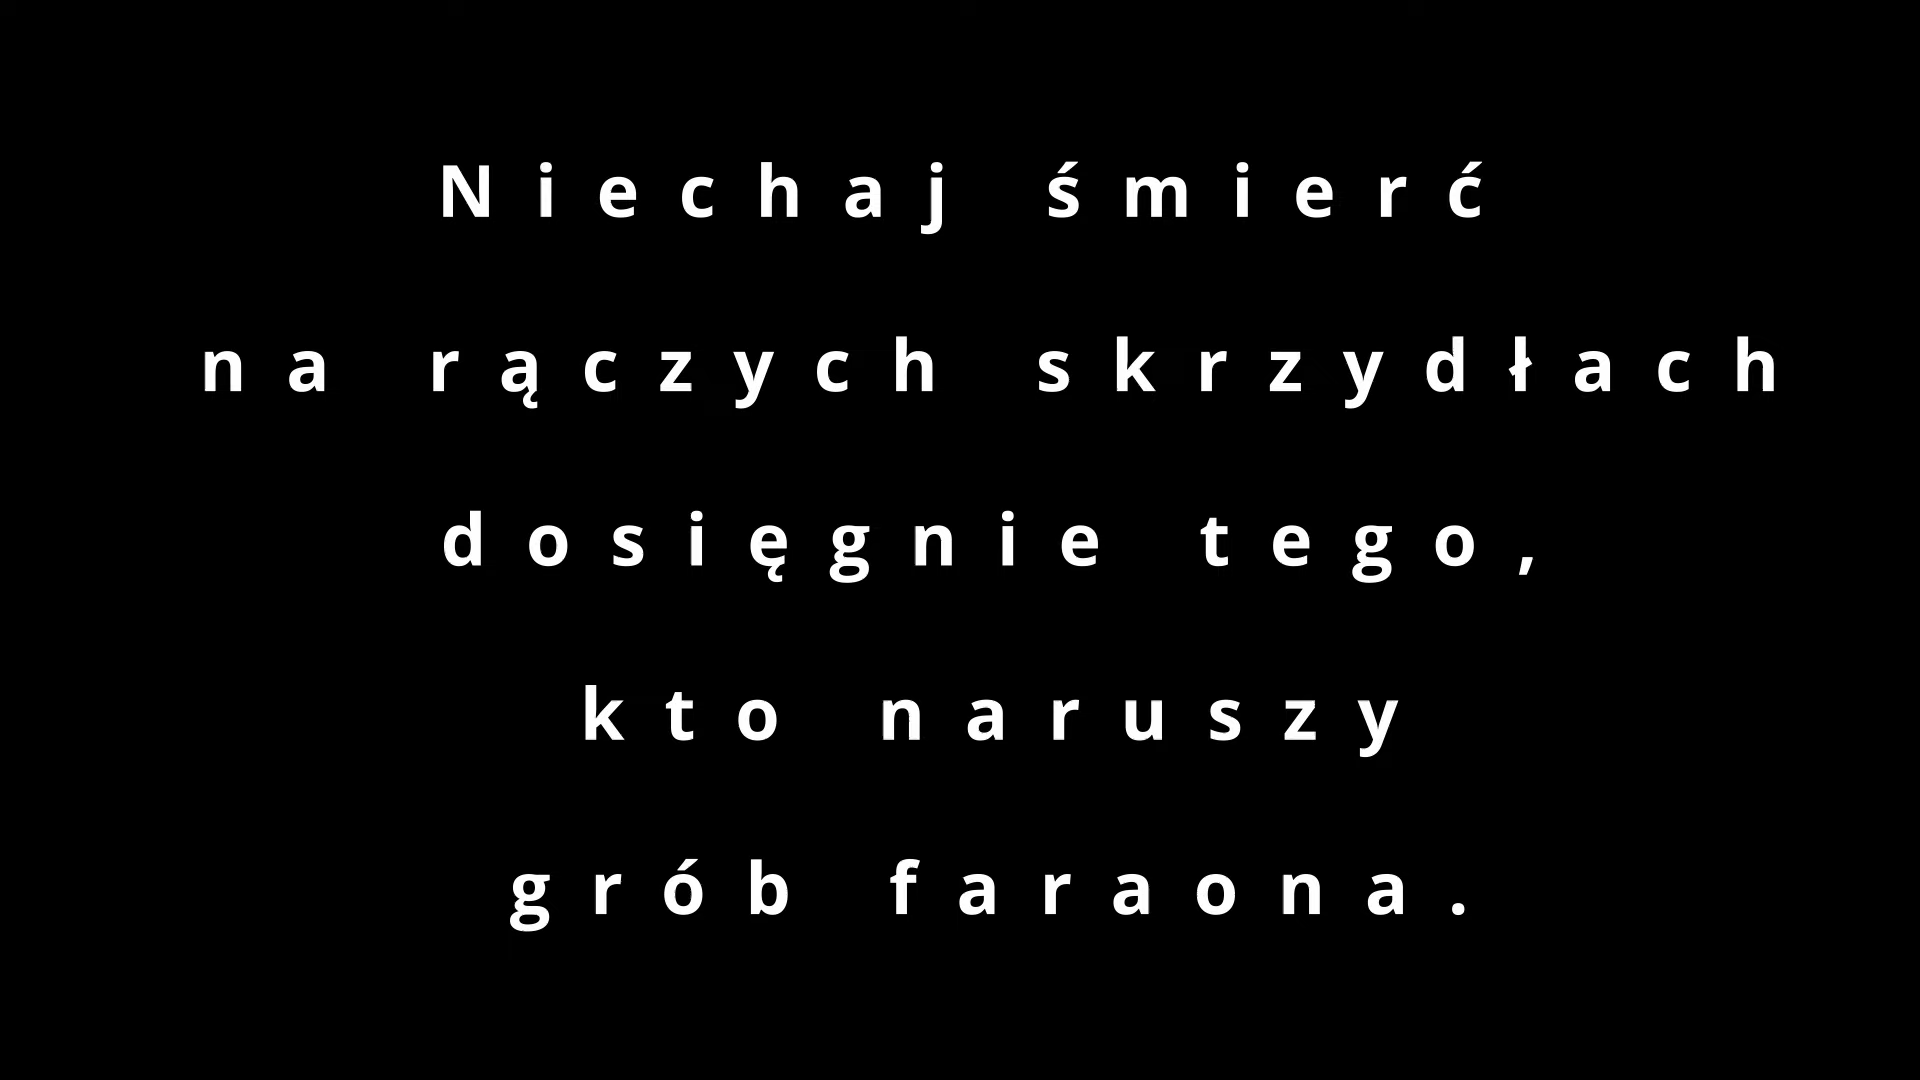 Niechaj śmierć
na rączych skrzydłach
dosięgnie tego,
kto naruszy
grób faraona.